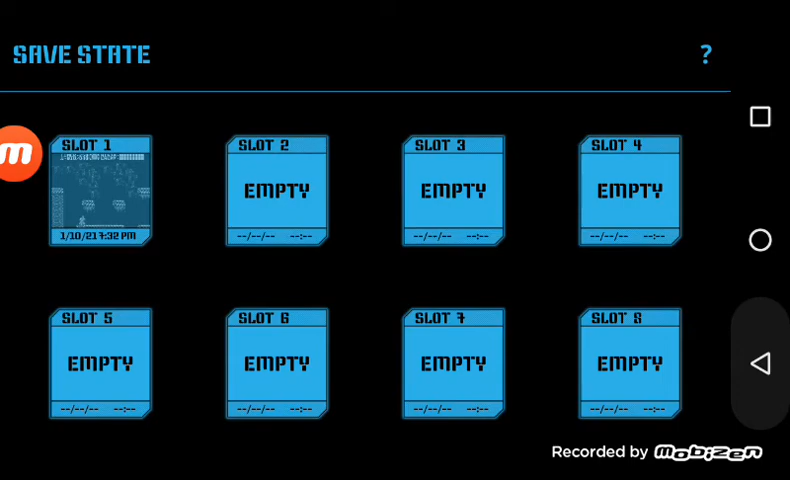 SAVE STATE ?
SLOT 1 SLOT 2 SLOT 3 SLOT 4
EMPTY EMPTY EMPTY
1/10/21 7:32 PM --/--/-- --:-- --/--/-- --:-- --/--/-- --:--
SLOT 5 SLOT 6 SLOT 7 SLOT 8
EMPTY EMPTY EMPTY EMPTY
--/--/-- --:-- --/--/-- --:-- --/--/-- --:-- --/--/-- --:--
Recorded by mobizen